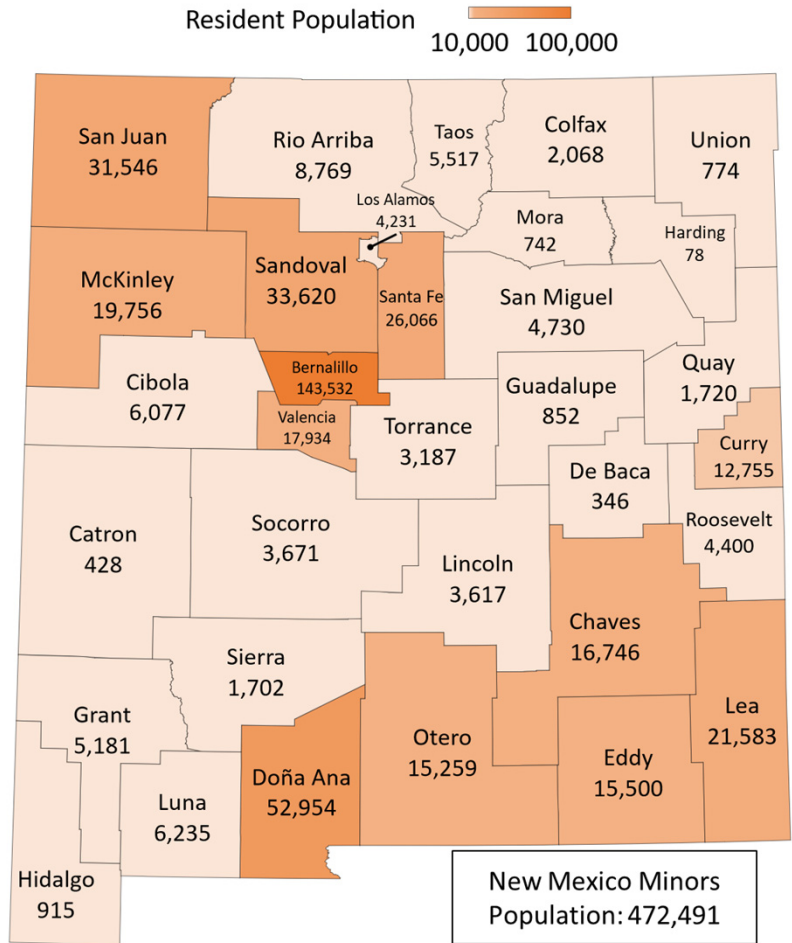 Resident Population
10,000 100,000
San Juan
31,546
Rio Arriba
8,769
Taos
5,517
Colfax
2,068
Union
774
Los Alamos
4,231
Mora
742
Harding
78
McKinley
19,756
Sandoval
33,620
Santa Fe
26,066
San Miguel
4,730
Cibola
6,077
Bernalillo
143,532
Valencia
17,934
Torrance
3,187
Guadalupe
852
Quay
1,720
Curry
12,755
De Baca
346
Roosevelt
4,400
Catron
428
Socorro
3,671
Lincoln
3,617
Chaves
16,746
Sierra
1,702
Grant
5,181
Lea
21,583
Otero
15,259
Eddy
15,500
Doña Ana
52,954
Luna
6,235
Hidalgo
915
New Mexico Minors
Population: 472,491